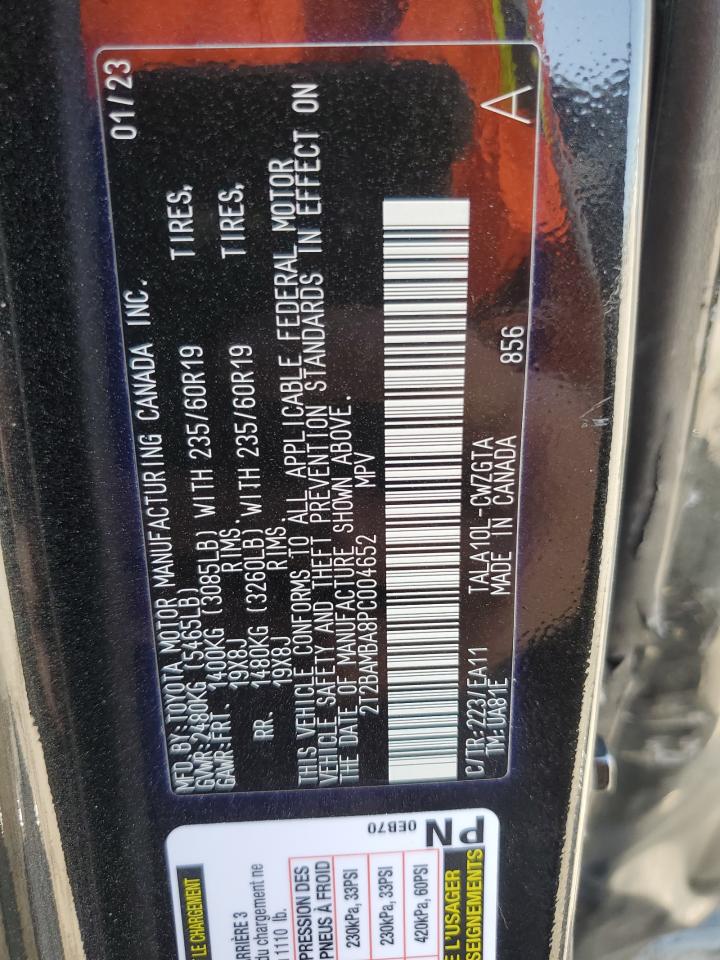 MFD. BY: TOYOTA MOTOR MANUFACTURING CANADA INC. 01/23
GVWR: 2480KG (5465LB)
GAWR: FRT. 1400KG (3085LB) WITH 235/60R19 TIRES,
19X8J RIMS.
RR. 1480KG (3260LB) WITH 235/60R19 TIRES,
19X8J RIMS.
THIS VEHICLE CONFORMS TO ALL APPLICABLE FEDERAL MOTOR
VEHICLE SAFETY AND THEFT PREVENTION STANDARDS IN EFFECT ON
THE DATE OF MANUFACTURE SHOWN ABOVE.
2T2BAMBA8PC004652 MPV
C/TR: 223/EA11 TALA10L-CWZGTA 856 A
TM: UA81E MADE IN CANADA
PN
0EB70
LE CHARGEMENT
ARRIÈRE 3
du chargement ne
1110 lb.
PRESSION DES
PNEUS À FROID
230kPa, 33PSI
230kPa, 33PSI
420kPa, 60PSI
E L'USAGER
SEIGNEMENTS